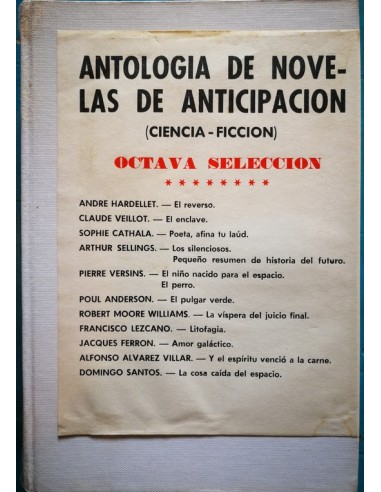 ANTOLOGIA DE NOVE-
LAS DE ANTICIPACION
(CIENCIA-FICCION)
OCTAVA SELECCION
* * * * * * * *
ANDRE HARDELLET. — El reverso.
CLAUDE VEILLOT. — El enclave.
SOPHIE CATHALA. — Poeta, afina tu laúd.
ARTHUR SELLINGS. — Los silenciosos.
Pequeño resumen de historia del futuro.
PIERRE VERSINS. — El niño nacido para el espacio.
El perro.
POUL ANDERSON. — El pulgar verde.
ROBERT MOORE WILLIAMS. — La víspera del juicio final.
FRANCISCO LEZCANO. — Litofagia.
JACQUES FERRON. — Amor galáctico.
ALFONSO ALVAREZ VILLAR. — Y el espíritu venció a la carne.
DOMINGO SANTOS. — La cosa caída del espacio.